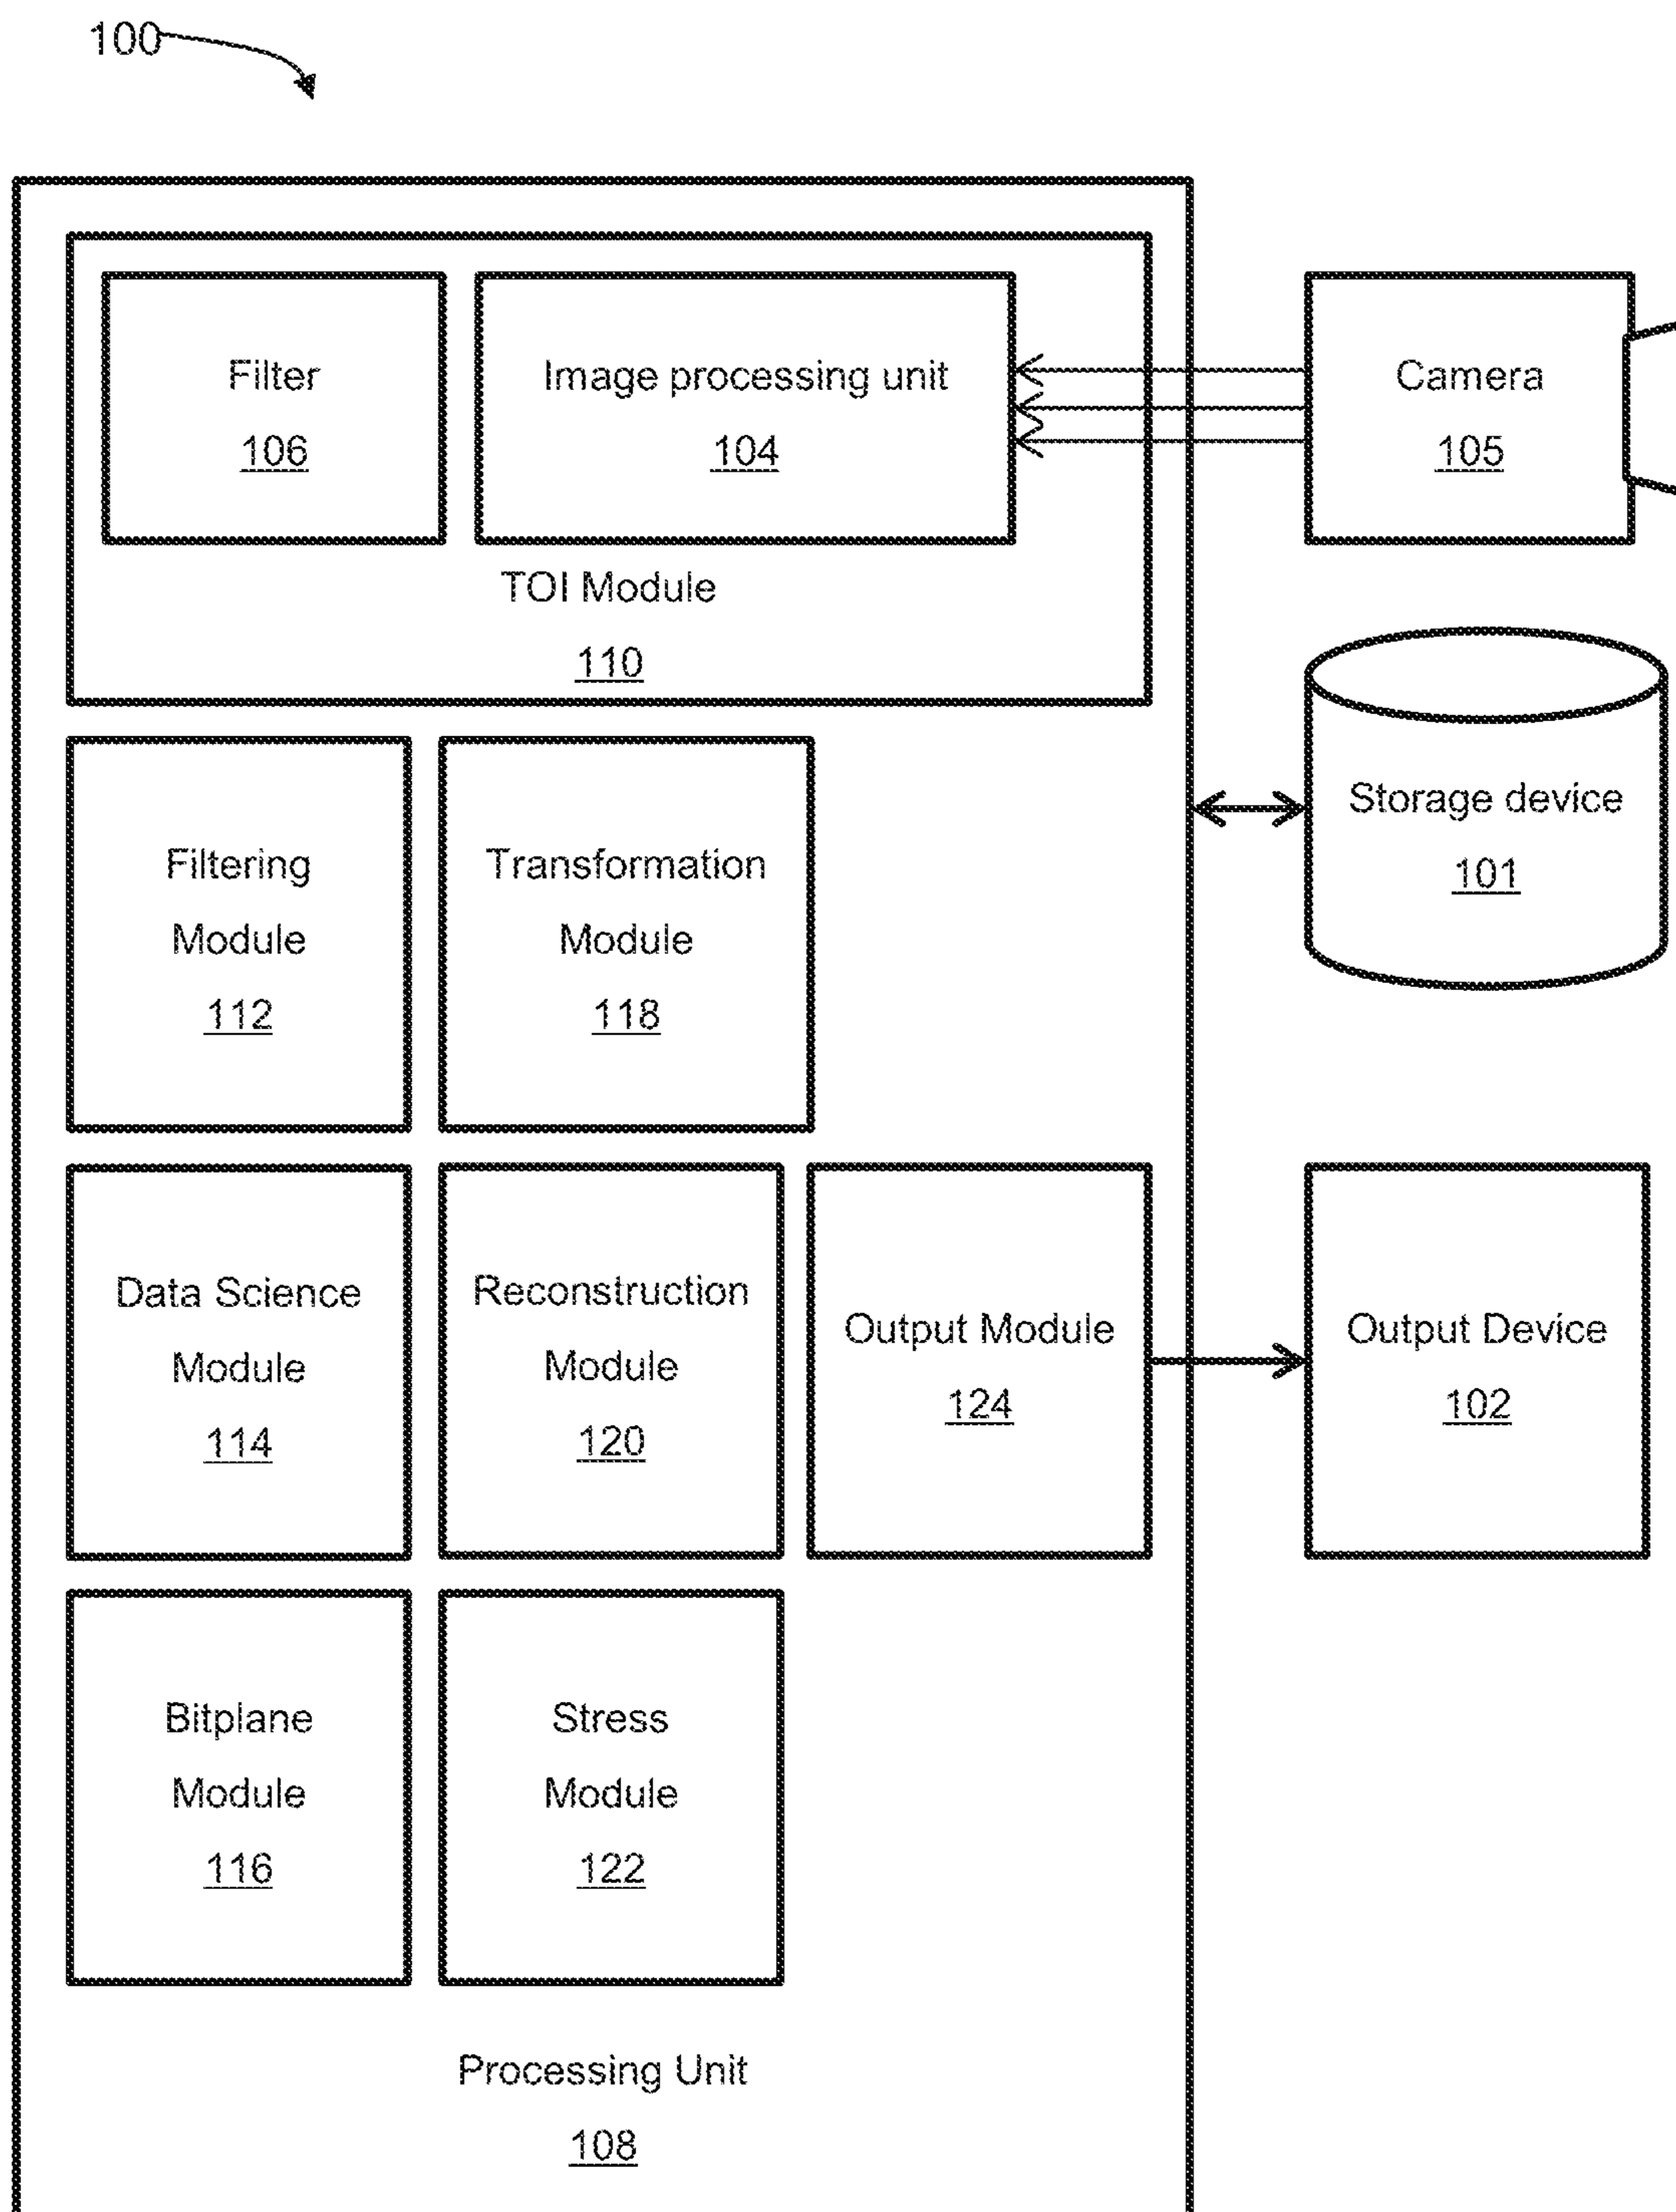 100
Filter
106
Image processing unit
104
Camera
105
TOI Module
110
Filtering
Module
112
Transformation
Module
118
Storage device
101
Data Science
Module
114
Reconstruction
Module
120
Output Module
124
Output Device
102
Bitplane
Module
116
Stress
Module
122
Processing Unit
108